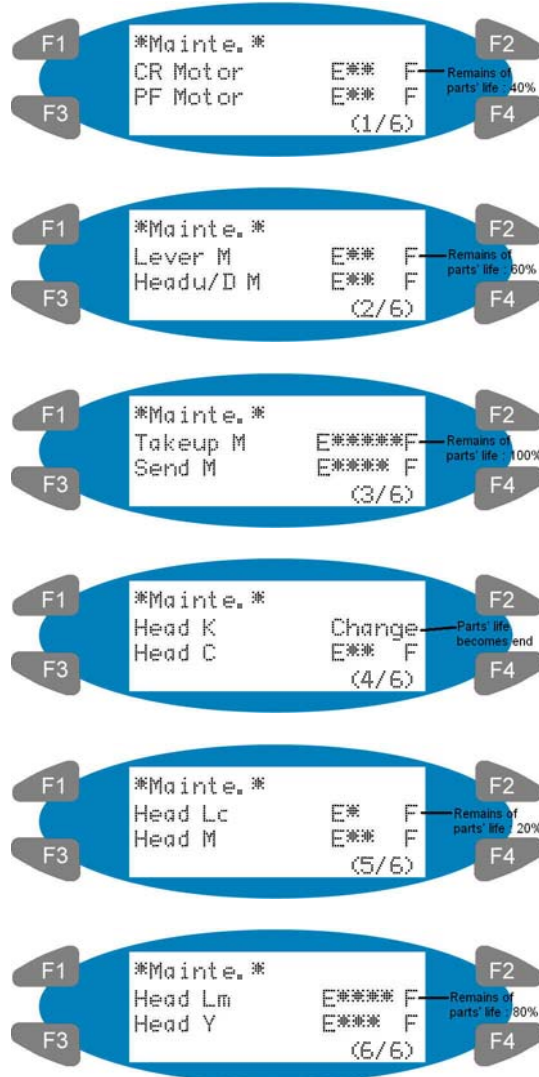 F1
F2
*Mainte.*
CR Motor E** F
Remains of
parts' life : 40%
PF Motor E** F
F3
F4
(1/6)
F1
F2
*Mainte.*
Lever M E** F
Remains of
parts' life : 60%
Headu/D M E** F
F3
F4
(2/6)
F1
F2
*Mainte.*
Takeup M E*****F
Remains of
parts' life : 100%
Send M E**** F
F3
F4
(3/6)
F1
F2
*Mainte.*
Head K Change
Parts' life
becomes end
Head C E** F
F3
F4
(4/6)
F1
F2
*Mainte.*
Head Lc E* F
Remains of
parts' life : 20%
Head M E** F
F3
F4
(5/6)
F1
F2
*Mainte.*
Head Lm E**** F
Remains of
parts' life : 80%
Head Y E*** F
F3
F4
(6/6)